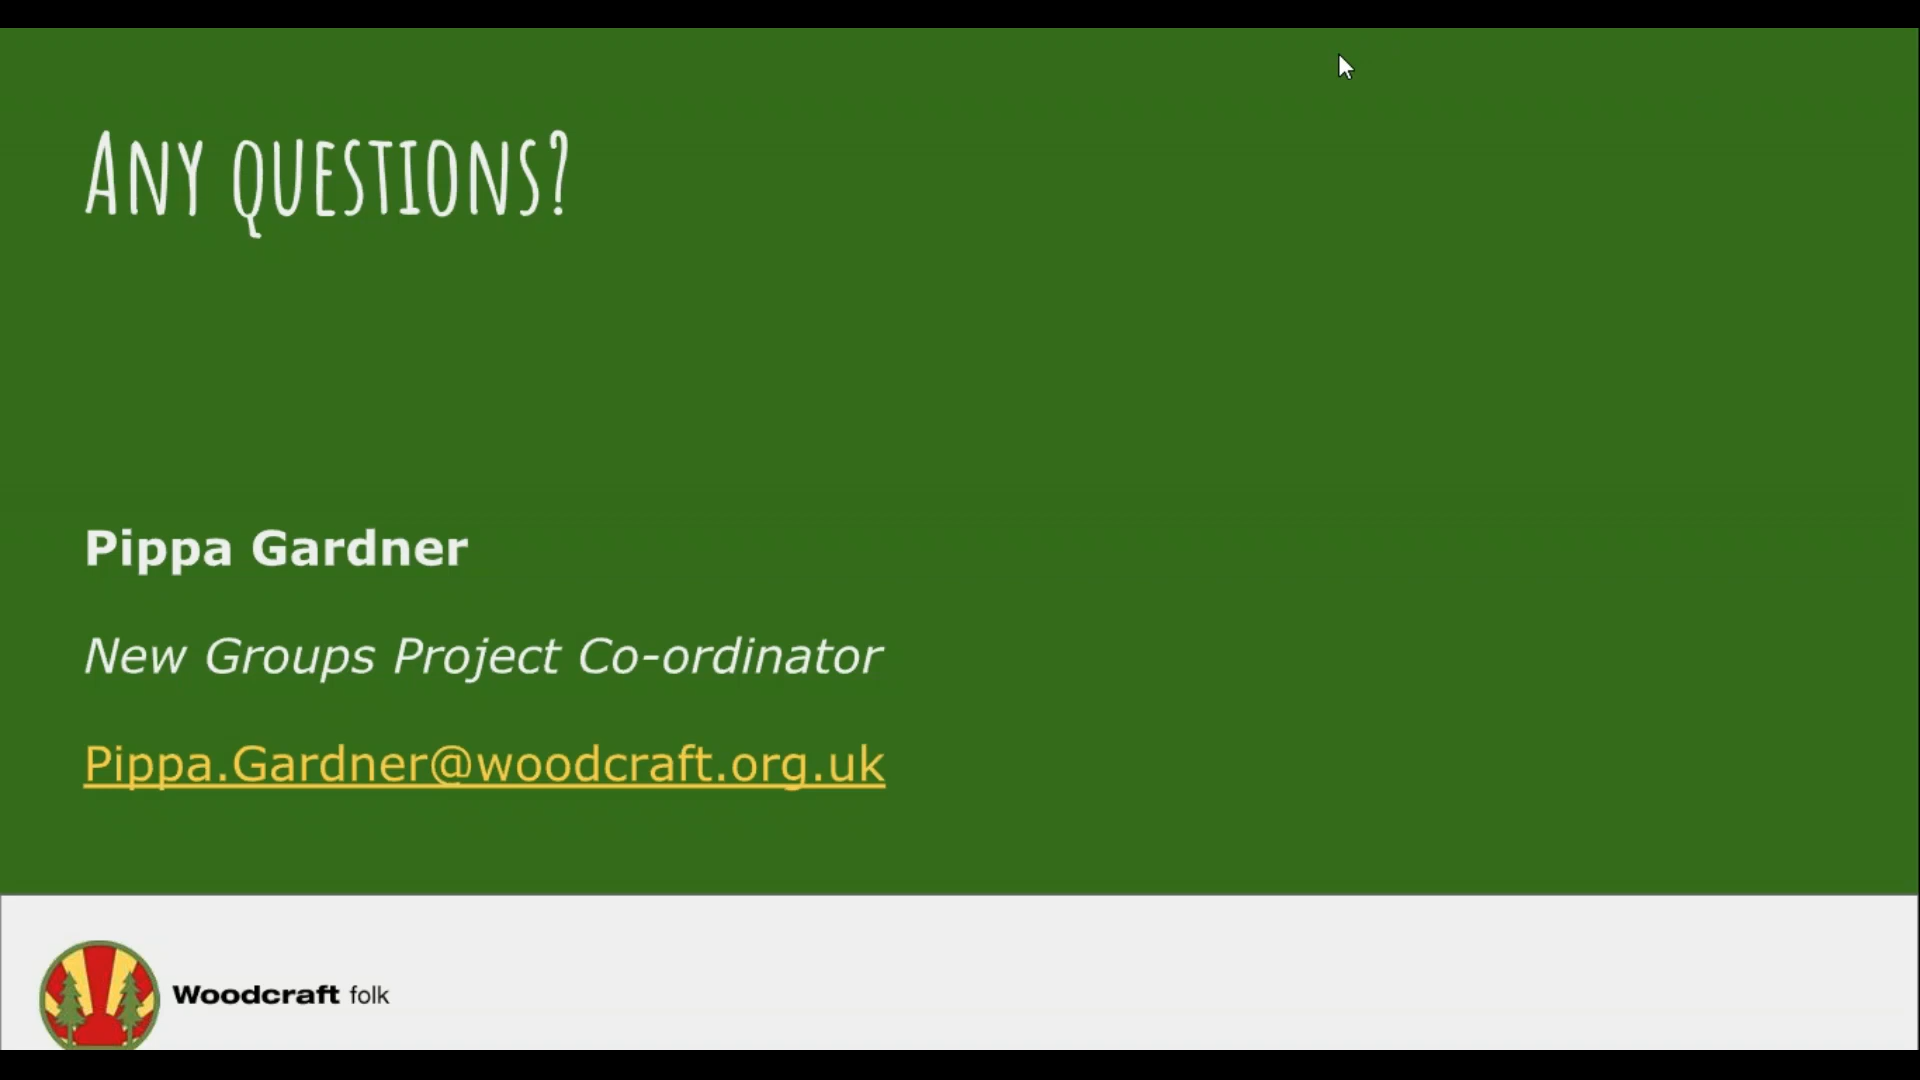 Any questions?
Pippa Gardner
New Groups Project Co-ordinator
Pippa.Gardner@woodcraft.org.uk
Woodcraft folk